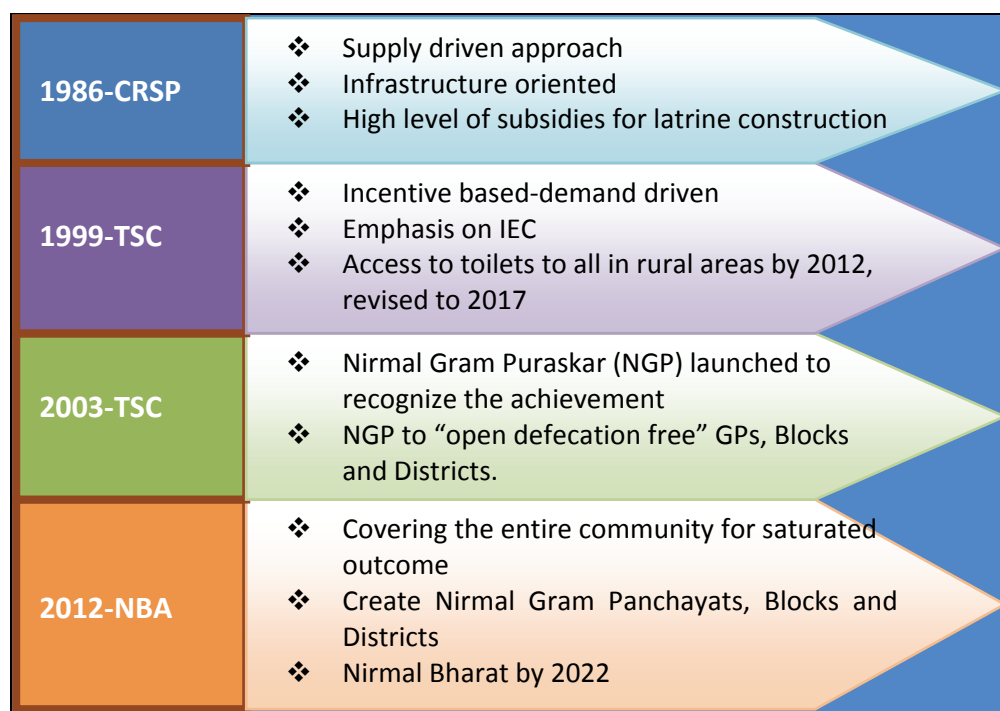 1986-CRSP
❖ Supply driven approach
❖ Infrastructure oriented
❖ High level of subsidies for latrine construction
1999-TSC
❖ Incentive based-demand driven
❖ Emphasis on IEC
❖ Access to toilets to all in rural areas by 2012,
revised to 2017
2003-TSC
❖ Nirmal Gram Puraskar (NGP) launched to
recognize the achievement
❖ NGP to “open defecation free” GPs, Blocks
and Districts.
2012-NBA
❖ Covering the entire community for saturated
outcome
❖ Create Nirmal Gram Panchayats, Blocks and
Districts
❖ Nirmal Bharat by 2022